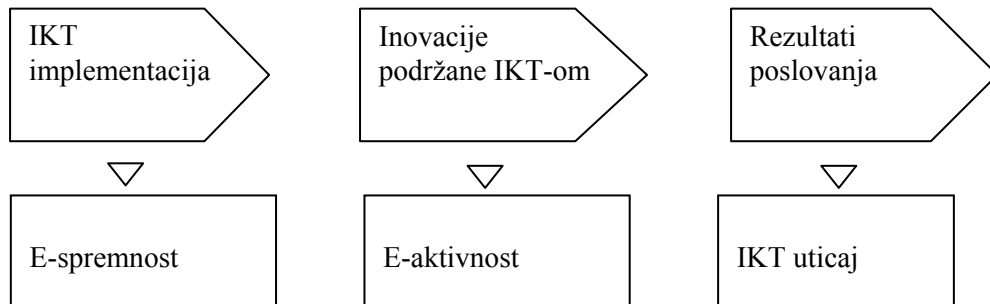 IKT
implementacija
Inovacije
podržane IKT-om
Rezultati
poslovanja
E-spremnost
E-aktivnost
IKT uticaj